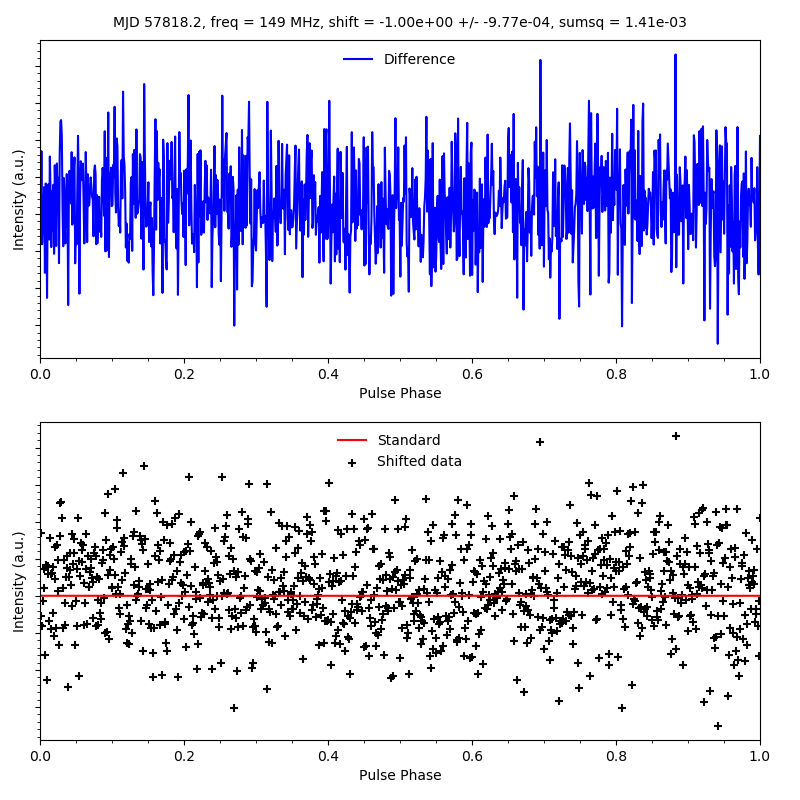 MJD 57818.2, freq = 149 MHz, shift = -1.00e+00 +/- -9.77e-04, sumsq = 1.41e-03
Difference
Intensity (a.u.)
0.0 0.2 0.4 0.6 0.8 1.0
Pulse Phase
Standard
Shifted data
Intensity (a.u.)
0.0 0.2 0.4 0.6 0.8 1.0
Pulse Phase